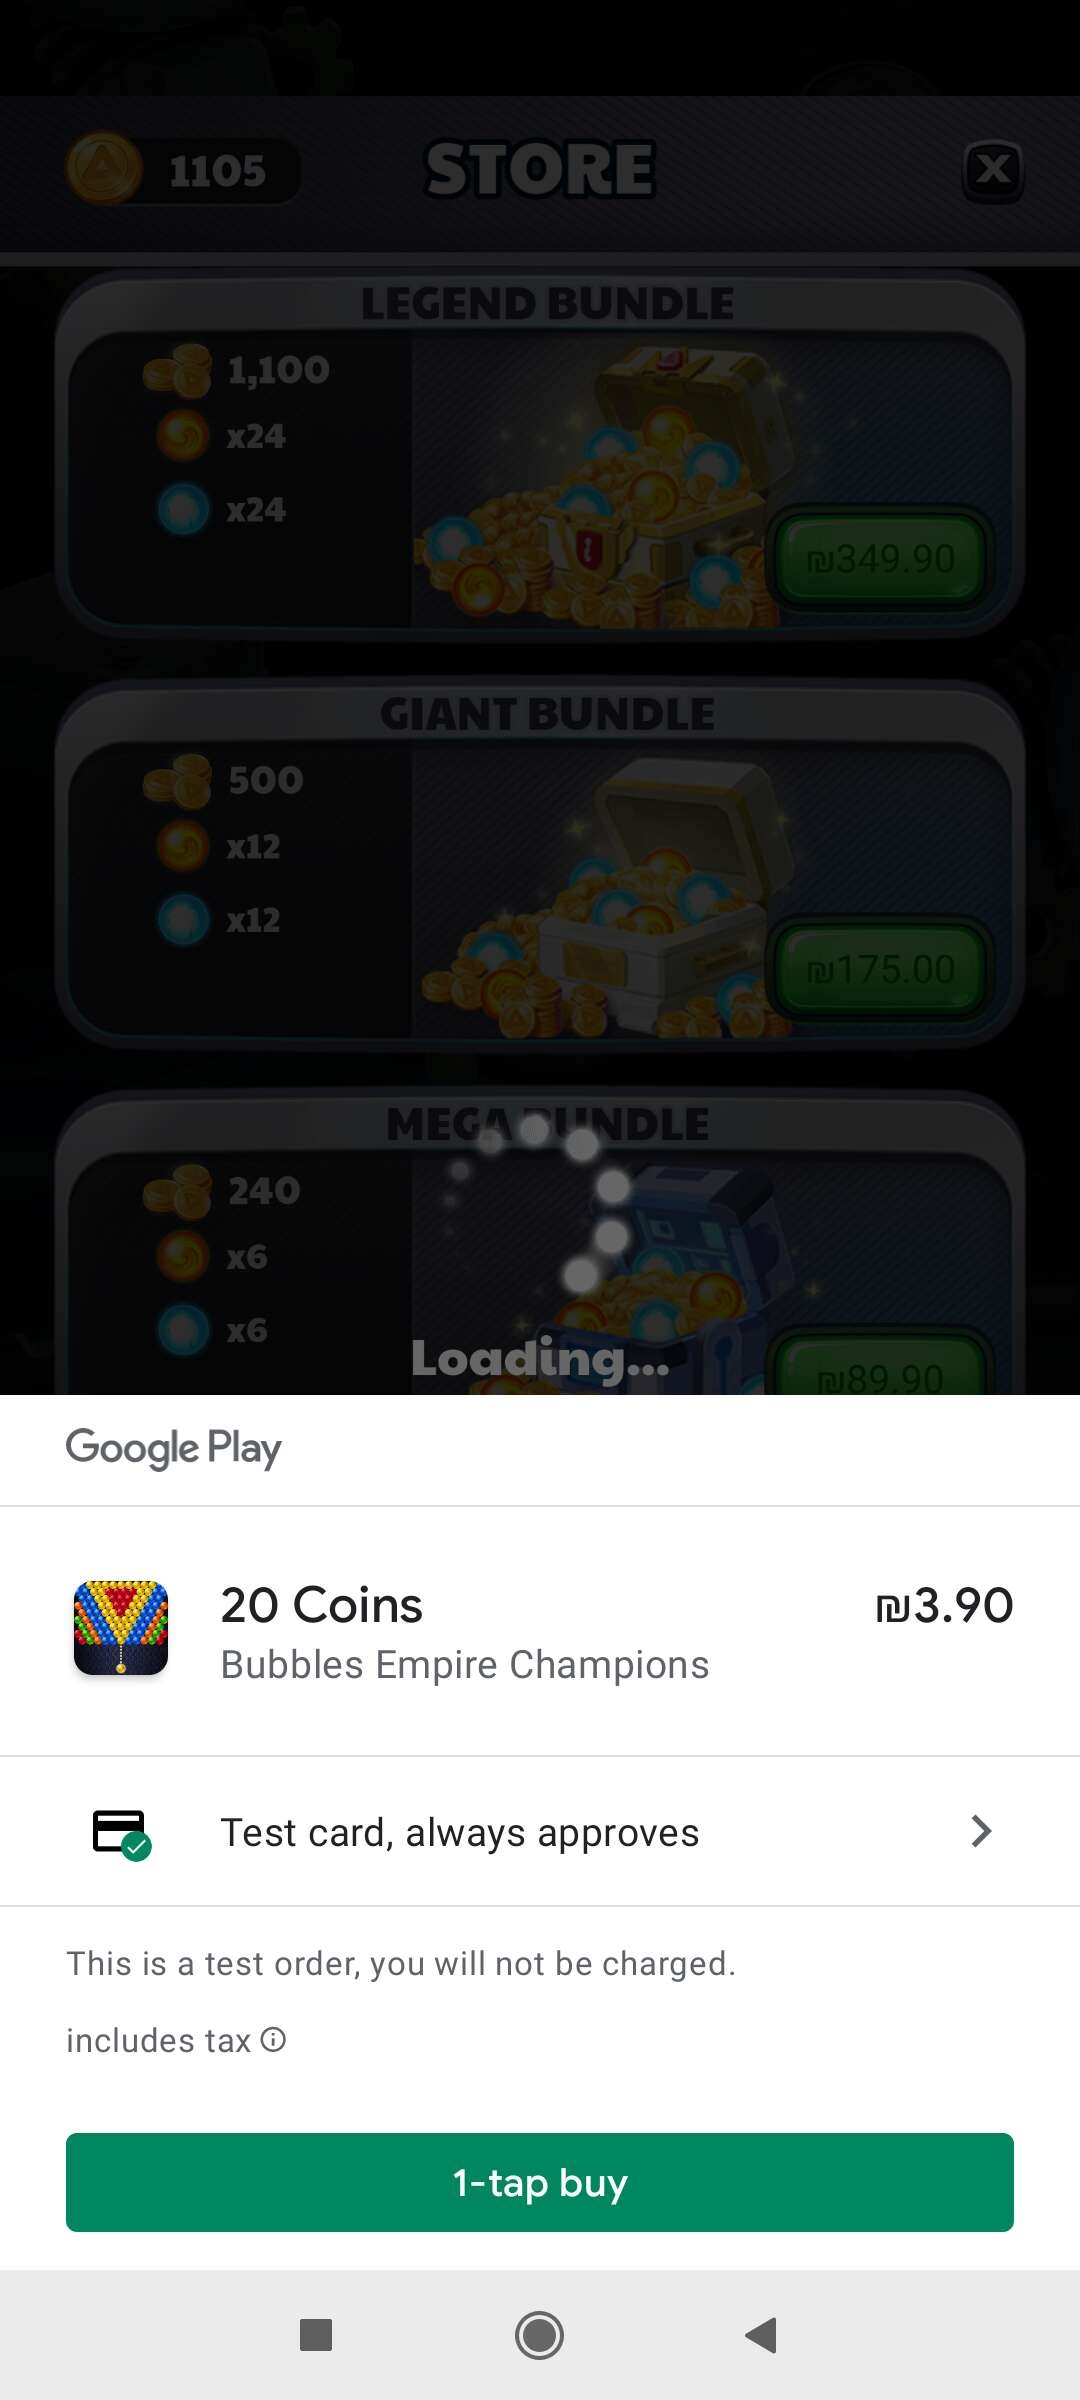 1105
STORE
X
LEGEND BUNDLE
1,100
x24
x24
₪349.90
GIANT BUNDLE
500
x12
x12
₪175.00
MEGA BUNDLE
240
x6
x6
₪89.90
Loading...
Google Play
20 Coins
₪3.90
Bubbles Empire Champions
Test card, always approves
This is a test order, you will not be charged.
includes tax
1-tap buy